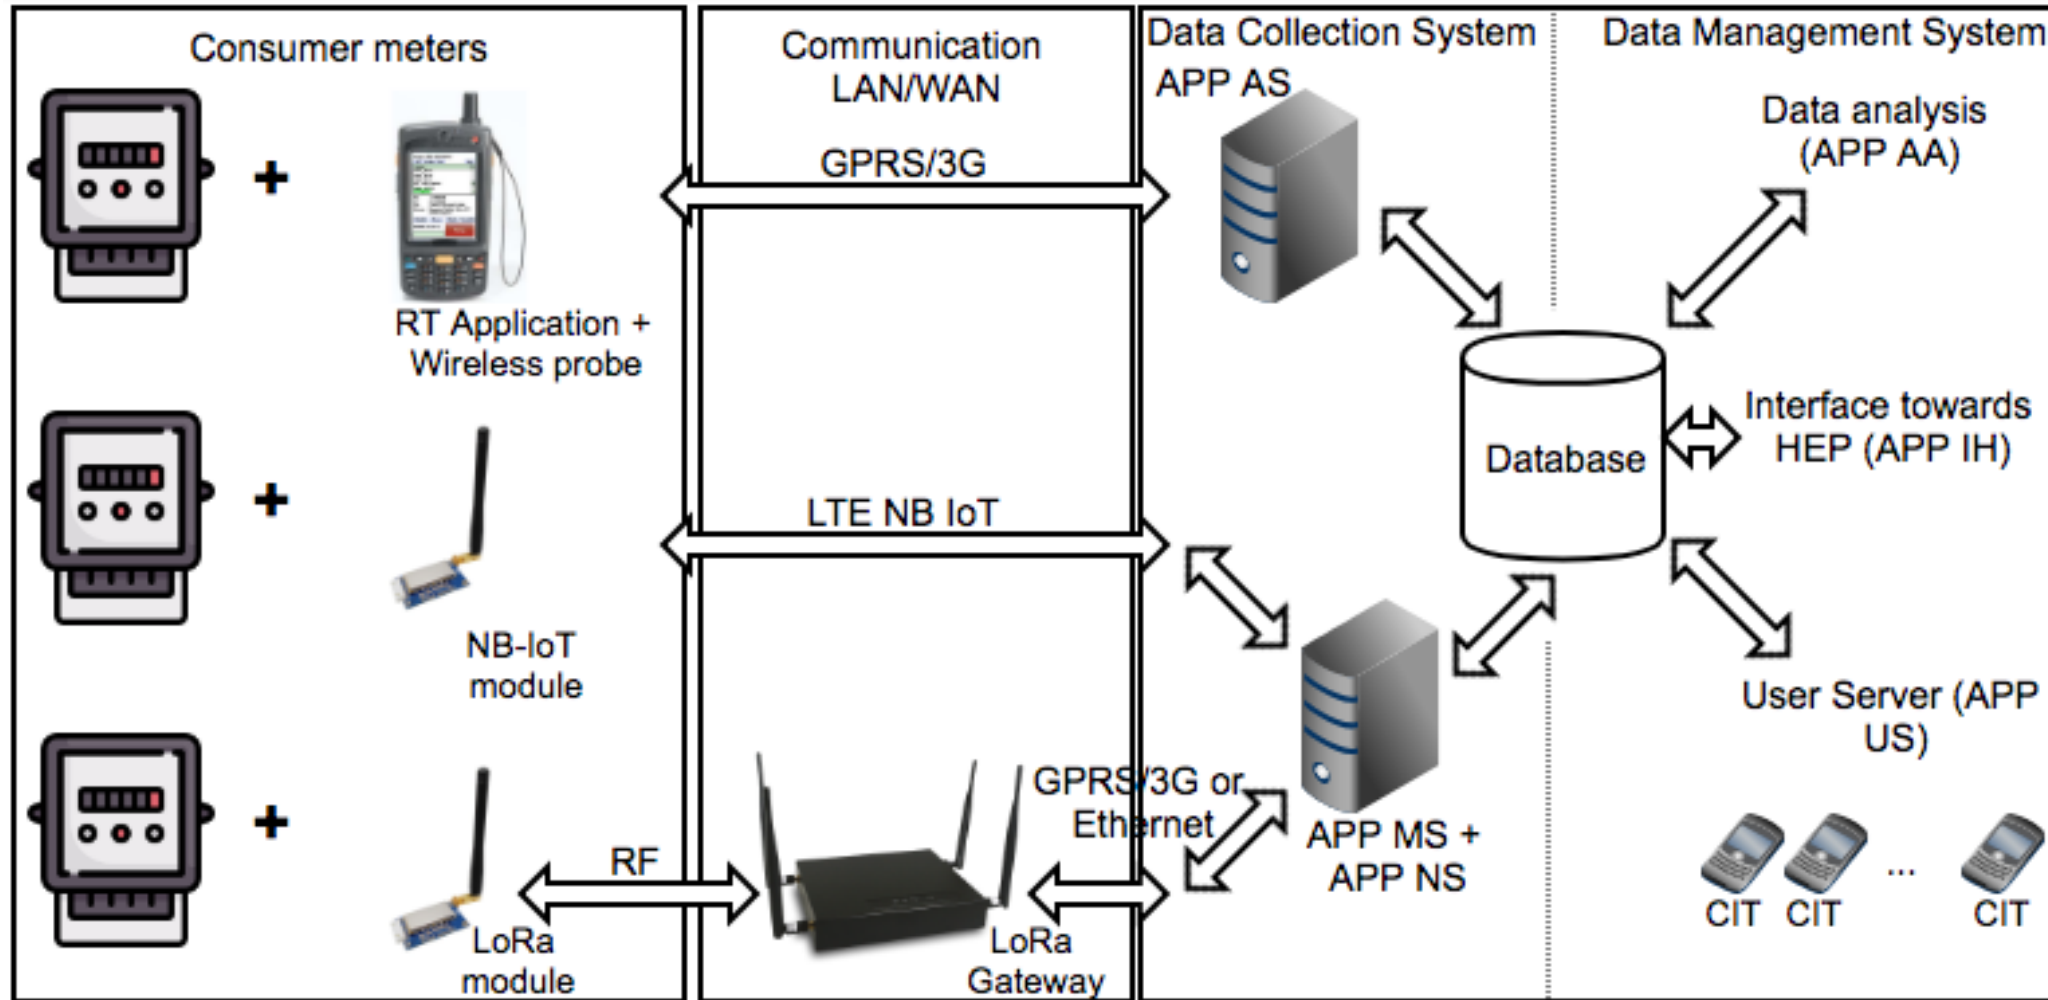 Consumer meters
Communication
LAN/WAN
Data Collection System
Data Management System
APP AS
Data analysis
(APP AA)
GPRS/3G
RT Application +
Wireless probe
Interface towards
HEP (APP IH)
Database
LTE NB IoT
NB-IoT
module
User Server (APP
US)
GPRS/3G or
Ethernet
APP MS +
APP NS
RF
LoRa
module
LoRa
Gateway
...
CIT
CIT
CIT